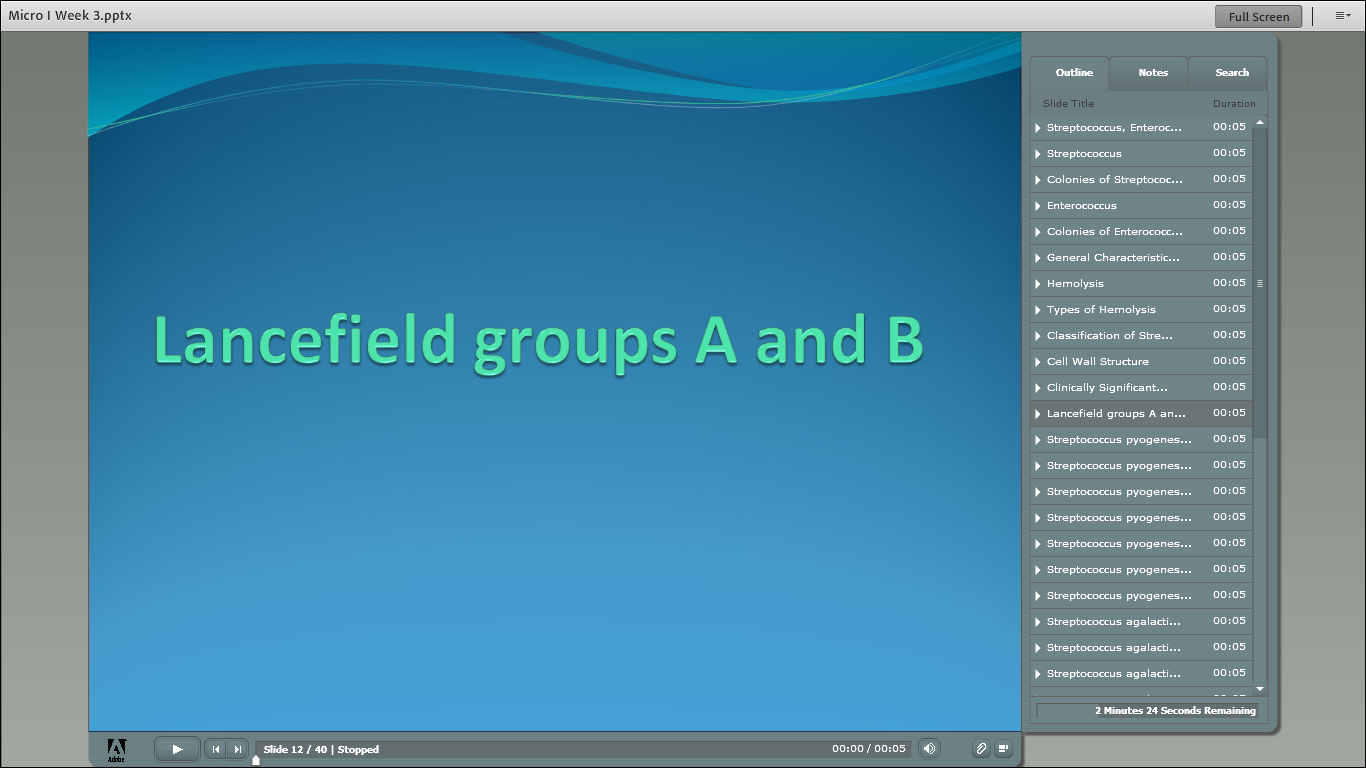 Micro I Week 3.pptx
Full Screen
Lancefield groups A and B
Outline Notes Search
Slide Title Duration
Streptococcus, Enteroc... 00:05
Streptococcus 00:05
Colonies of Streptococ... 00:05
Enterococcus 00:05
Colonies of Enterococc... 00:05
General Characteristic... 00:05
Hemolysis 00:05
Types of Hemolysis 00:05
Classification of Stre... 00:05
Cell Wall Structure 00:05
Clinically Significant... 00:05
Lancefield groups A an... 00:05
Streptococcus pyogenes... 00:05
Streptococcus pyogenes... 00:05
Streptococcus pyogenes... 00:05
Streptococcus pyogenes... 00:05
Streptococcus pyogenes... 00:05
Streptococcus pyogenes... 00:05
Streptococcus pyogenes... 00:05
Streptococcus agalacti... 00:05
Streptococcus agalacti... 00:05
Streptococcus agalacti... 00:05
2 Minutes 24 Seconds Remaining
Adobe
Slide 12 / 40 | Stopped 00:00 / 00:05